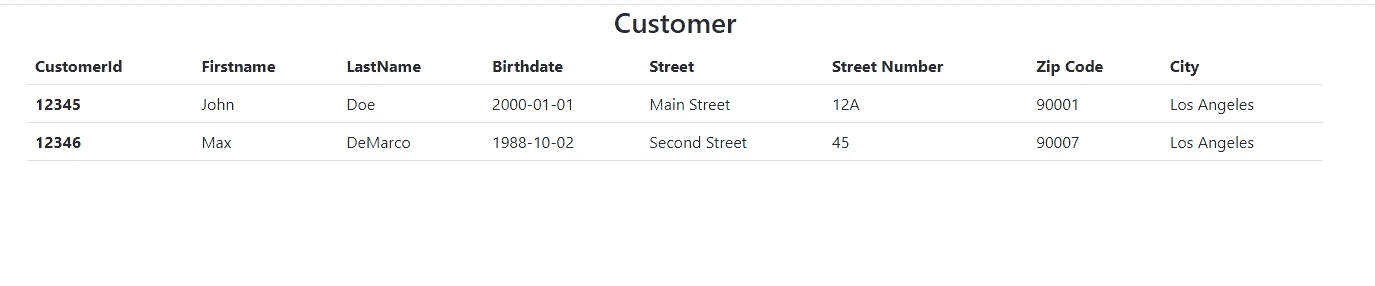 Customer
CustomerId Firstname LastName Birthdate Street Street Number Zip Code City
12345 John Doe 2000-01-01 Main Street 12A 90001 Los Angeles
12346 Max DeMarco 1988-10-02 Second Street 45 90007 Los Angeles